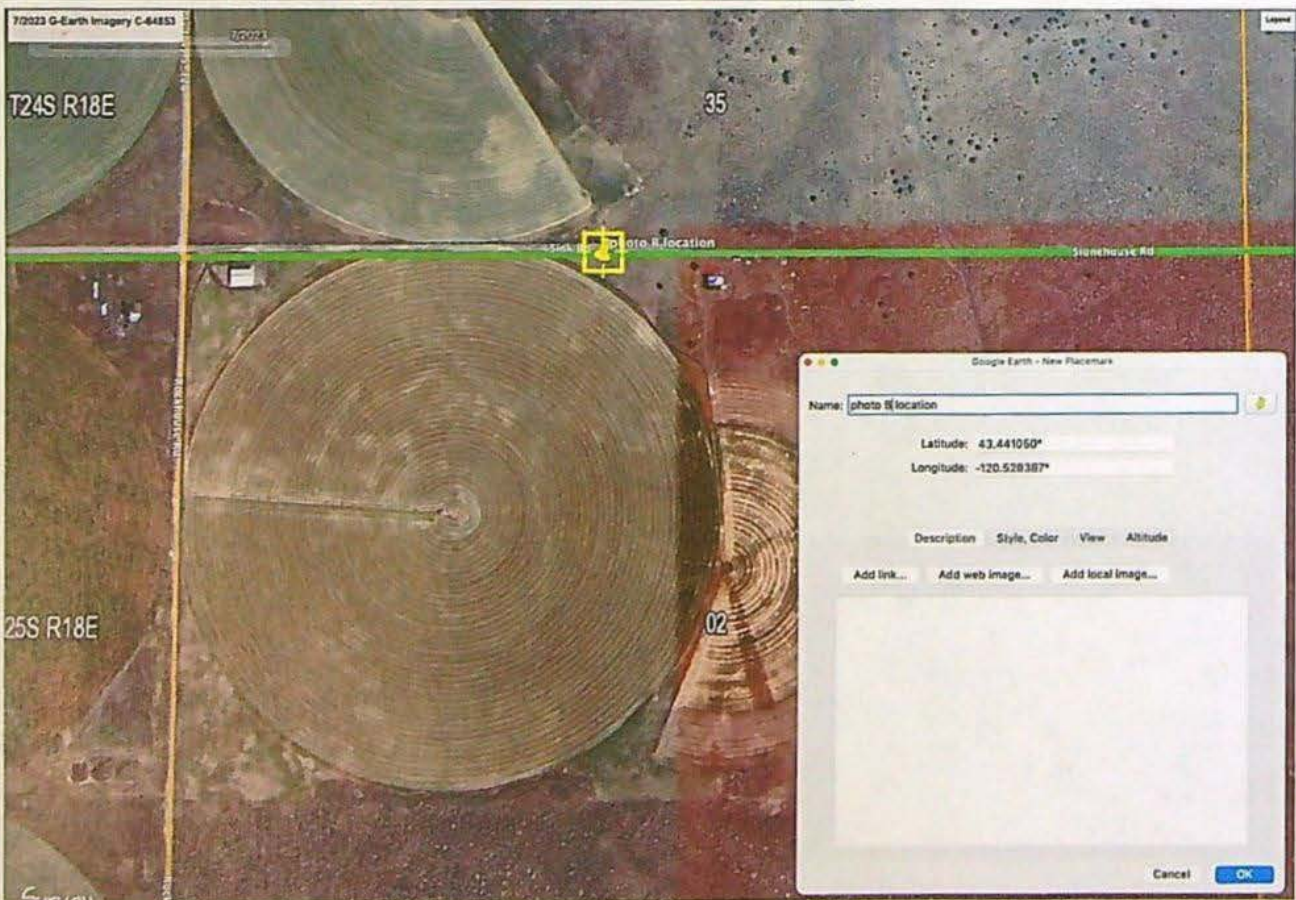 7/2023 G-Earth Imagery C-64853
Legend
7/2023
T24S R18E
35
photo B location
Stonehouse Rd
Google Earth - New Placemark
Name: photo B location
Latitude: 43.441050°
Longitude: -120.528387°
Description Style, Color View Altitude
Add link... Add web image... Add local image...
25S R18E
02
Cancel OK